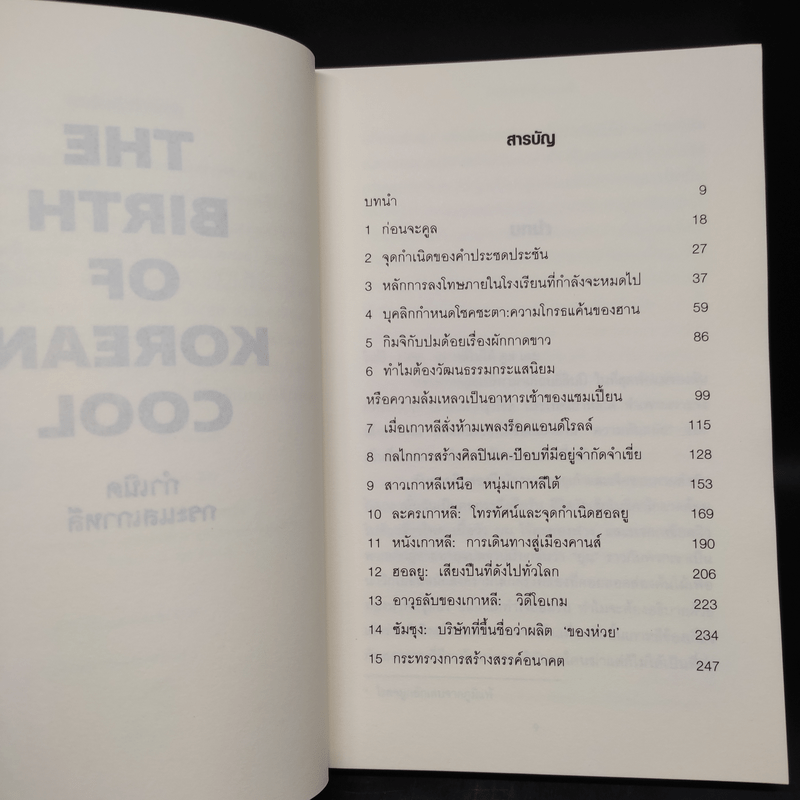 THE
BIRTH
OF
KOREAN
COOL
กำเนิด
กระแสเกาหลี
สารบัญ
บทนำ 9
1 ก่อนจะคูล 18
2 จุดกำเนิดของคำประชดประชัน 27
3 หลักการลงโทษภายในโรงเรียนที่กำลังจะหมดไป 37
4 บุคลิกกำหนดโชคชะตา:ความโกรธแค้นของฮาน 59
5 กิมจิกับปมด้อยเรื่องผักกาดขาว 86
6 ทำไมต้องวัฒนธรรมกระแสนิยม
หรือความล้มเหลวเป็นอาหารเช้าของแชมเปี้ยน 99
7 เมื่อเกาหลีสั่งห้ามเพลงร็อคแอนด์โรลล์ 115
8 กลไกการสร้างศิลปินเค-ป๊อบที่มีอยู่จำกัดจำเขี่ย 128
9 สาวเกาหลีเหนือ หนุ่มเกาหลีใต้ 153
10 ละครเกาหลี: โทรทัศน์และจุดกำเนิดฮอลยู 169
11 หนังเกาหลี: การเดินทางสู่เมืองคานส์ 190
12 ฮอลยู: เสียงปืนที่ดังไปทั่วโลก 206
13 อาวุธลับของเกาหลี: วิดีโอเกม 223
14 ซัมซุง: บริษัทที่ขึ้นชื่อว่าผลิต 'ของห่วย' 234
15 กระทรวงการสร้างสรรค์อนาคต 247